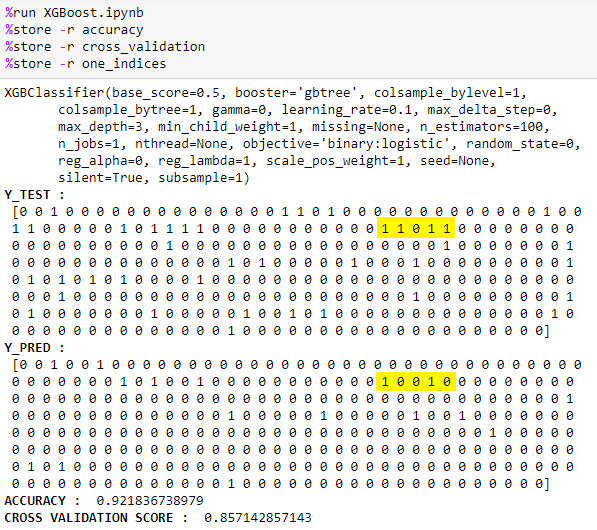 %run XGBoost.ipynb
%store -r accuracy
%store -r cross_validation
%store -r one_indices
XGBClassifier(base_score=0.5, booster='gbtree', colsample_bylevel=1,
colsample_bytree=1, gamma=0, learning_rate=0.1, max_delta_step=0,
max_depth=3, min_child_weight=1, missing=None, n_estimators=100,
n_jobs=1, nthread=None, objective='binary:logistic', random_state=0,
reg_alpha=0, reg_lambda=1, scale_pos_weight=1, seed=None,
silent=True, subsample=1)
Y_TEST :
[0 0 1 0 0 0 0 0 0 0 0 0 0 0 0 0 0 1 1 0 1 0 0 0 0 0 0 0 0 0 0 0 0 0 1 0 0
1 1 0 0 0 0 0 1 0 1 1 1 1 0 0 0 0 0 0 0 0 0 0 0 1 1 0 1 1 0 0 0 0 0 0 0 0
0 0 0 0 0 0 0 0 0 0 1 0 0 0 0 0 0 0 0 0 0 0 0 0 0 0 0 0 1 0 0 0 0 0 0 0 1
0 0 0 0 0 0 0 0 0 0 0 0 0 0 1 0 1 0 0 0 0 0 1 0 0 0 1 0 0 0 0 0 0 0 0 0 1
0 1 0 1 0 1 0 1 0 0 0 0 1 0 0 0 0 0 0 0 0 0 0 0 0 0 0 0 0 0 0 0 0 0 0 0 0
0 0 0 1 0 0 0 0 0 0 0 0 0 0 0 0 0 0 0 0 0 0 0 0 0 0 1 0 0 0 0 0 0 0 0 0 1
0 1 0 0 0 0 0 0 0 1 0 0 0 0 0 1 0 0 1 0 1 0 0 0 0 0 0 0 0 0 0 0 0 0 0 1 0
0 0 0 0 0 0 0 0 0 0 0 0 0 0 1 0 0 0 0 0 0 0 0 0 0 0 0 0 0 0 0 0 0 0 0]
Y_PRED :
[0 0 1 0 0 1 0 0 0 0 0 0 0 0 0 0 0 0 0 0 0 0 0 0 0 0 0 0 0 0 0 0 0 0 0 0 0
0 0 0 0 0 0 0 1 0 1 0 0 1 0 0 0 0 0 0 0 0 0 0 0 1 0 0 1 0 0 0 0 0 0 0 0 0
0 0 0 0 0 0 0 0 0 0 0 0 0 0 0 0 0 0 0 0 0 0 0 0 0 0 0 0 0 0 0 0 0 0 0 0 1
0 0 0 0 0 0 0 0 0 0 0 0 0 0 1 0 0 0 0 0 1 0 0 0 0 0 1 0 0 1 0 0 0 0 0 0 0
0 0 0 0 0 0 0 0 0 0 0 0 0 0 0 0 0 0 0 0 0 0 0 0 0 0 0 0 0 0 0 1 0 0 0 0 0
0 0 0 0 0 0 0 0 0 0 0 0 0 0 0 0 0 0 0 0 0 0 0 0 0 0 0 0 0 0 0 0 0 0 0 0 0
0 1 0 1 0 0 0 0 0 0 0 0 0 0 0 0 0 0 0 0 0 0 0 0 0 0 0 0 0 0 0 0 0 0 0 0 0
0 0 0 0 0 0 0 0 0 0 0 0 0 0 1 0 0 0 0 0 0 0 0 0 0 0 0 0 0 0 0 0 0 0 0]
ACCURACY : 0.921836738979
CROSS VALIDATION SCORE : 0.857142857143